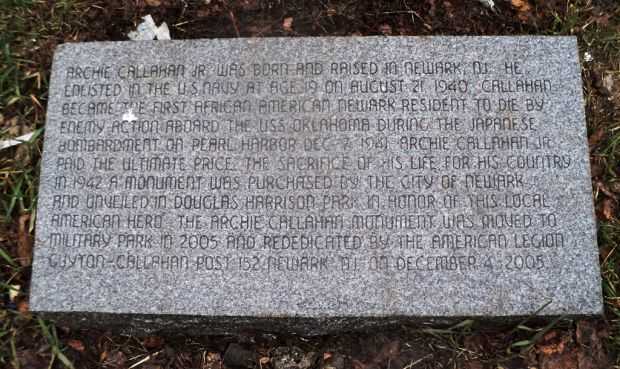 ARCHIE CALLAHAN JR. WAS BORN AND RAISED IN NEWARK, N.J. HE
ENLISTED IN THE U.S. NAVY AT AGE 19 ON AUGUST 21 1940. CALLAHAN
BECAME THE FIRST AFRICAN AMERICAN NEWARK RESIDENT TO DIE BY
ENEMY ACTION ABOARD THE USS OKLAHOMA DURING THE JAPANESE
BOMBARDMENT ON PEARL HARBOR DEC. 7, 1941. ARCHIE CALLAHAN JR.
PAID THE ULTIMATE PRICE, THE SACRIFICE OF HIS LIFE FOR HIS COUNTRY
IN 1942 A MONUMENT WAS PURCHASED BY THE CITY OF NEWARK
AND UNVEILED IN DOUGLAS HARRISON PARK IN HONOR OF THIS LOCAL
AMERICAN HERO. THE ARCHIE CALLAHAN MONUMENT WAS MOVED TO
MILITARY PARK IN 2005 AND REDEDICATED BY THE AMERICAN LEGION
GUYTON-CALLAHAN POST 152 NEWARK, N.J. ON DECEMBER 4, 2005.